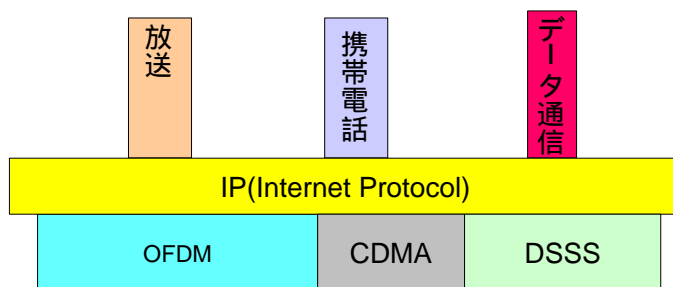 放送
携帯電話
データ通信
IP(Internet Protocol)
OFDM
CDMA
DSSS